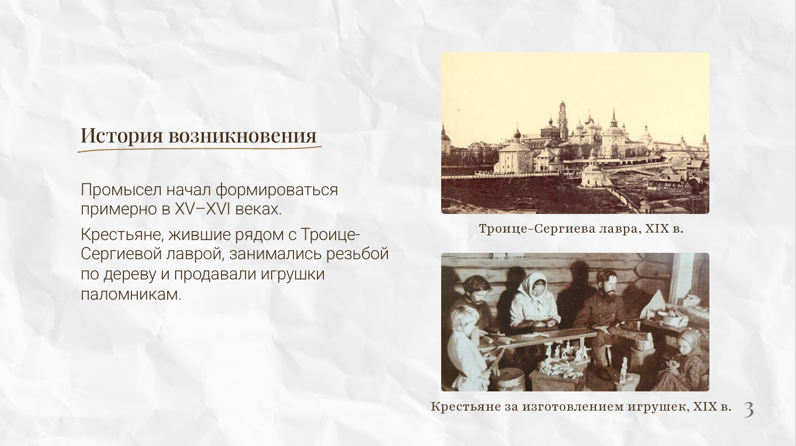 История возникновения
Промысел начал формироваться
примерно в XV–XVI веках.
Крестьяне, жившие рядом с Троице-
Сергиевой лаврой, занимались резьбой
по дереву и продавали игрушки
паломникам.
Троице-Сергиева лавра, XIX в.
Крестьяне за изготовлением игрушек, XIX в.
3